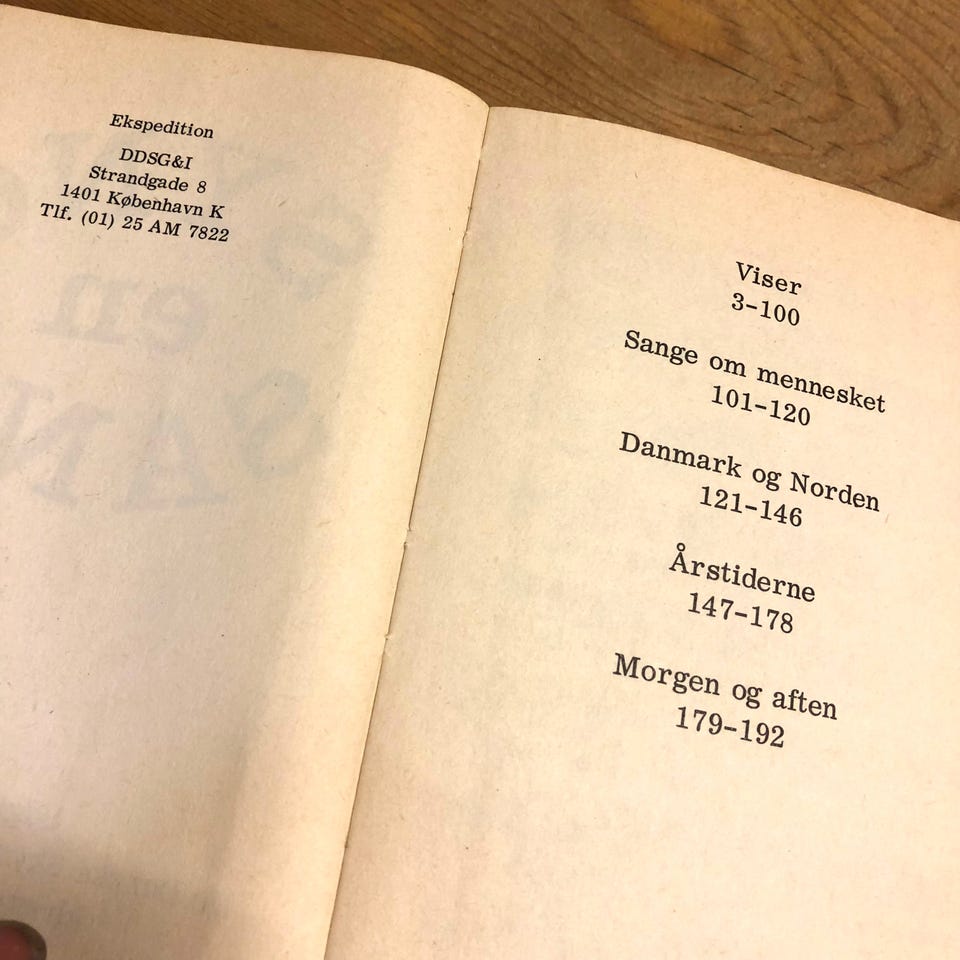 Ekspedition
DDSG&I
Strandgade 8
1401 København K
Tlf. (01) 25 AM 7822
Viser
3-100
Sange om mennesket
101-120
Danmark og Norden
121-146
Årstiderne
147-178
Morgen og aften
179-192